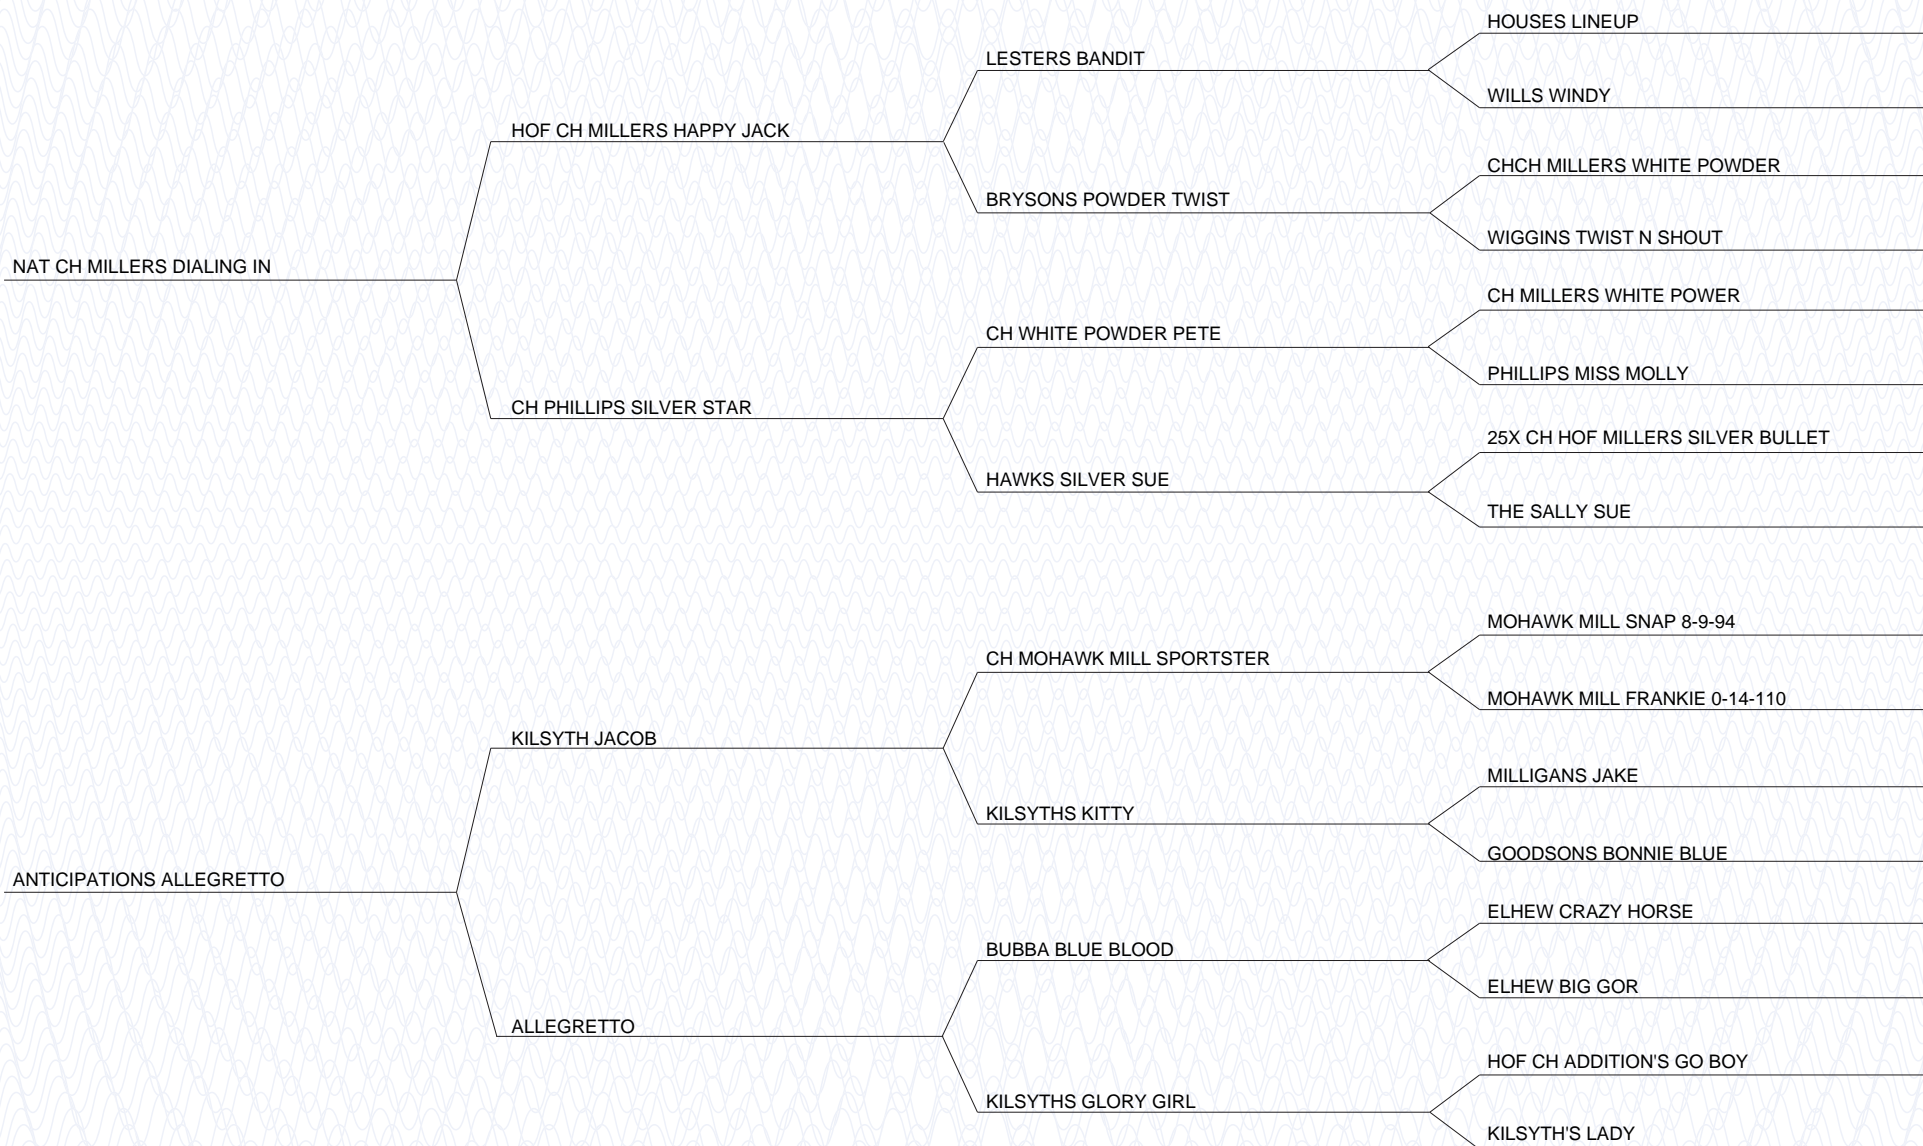 HOUSES LINEUP
LESTERS BANDIT
WILLS WINDY
HOF CH MILLERS HAPPY JACK
CHCH MILLERS WHITE POWDER
BRYSONS POWDER TWIST
WIGGINS TWIST N SHOUT
NAT CH MILLERS DIALING IN
CH MILLERS WHITE POWER
CH WHITE POWDER PETE
PHILLIPS MISS MOLLY
CH PHILLIPS SILVER STAR
25X CH HOF MILLERS SILVER BULLET
HAWKS SILVER SUE
THE SALLY SUE
MOHAWK MILL SNAP 8-9-94
CH MOHAWK MILL SPORTSTER
MOHAWK MILL FRANKIE 0-14-110
KILSYTH JACOB
MILLIGANS JAKE
KILSYTHS KITTY
GOODSONS BONNIE BLUE
ANTICIPATIONS ALLEGRETTO
ELHEW CRAZY HORSE
BUBBA BLUE BLOOD
ELHEW BIG GOR
ALLEGRETTO
HOF CH ADDITION'S GO BOY
KILSYTHS GLORY GIRL
KILSYTH'S LADY